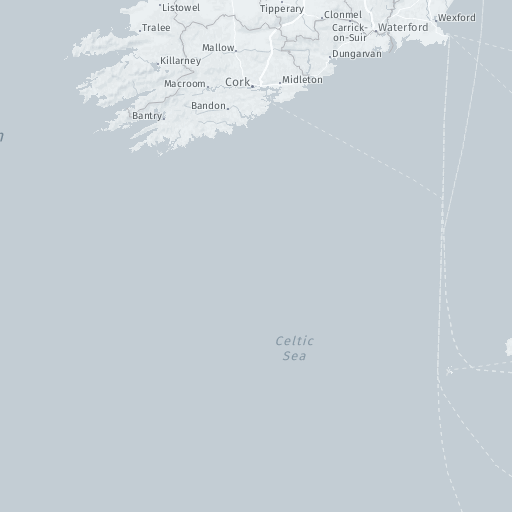 Listowel
Tipperary
Clonmel
Wexford
Tralee
Carrick-
on-Suir
Waterford
Mallow
Dungarvan
Killarney
Macroom
Cork
Midleton
Bandon
Bantry
Celtic
Sea